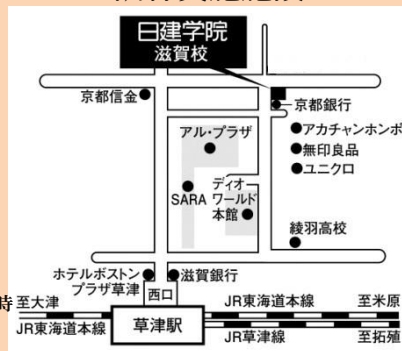 日建学院
滋賀校
京都信金
京都銀行
アル・プラザ
アカチャンホンポ
無印良品
ユニクロ
SARA
ディオ
ワールド
本館
綾羽高校
ホテルボストン
プラザ草津
滋賀銀行
西口
時
至大津
JR東海道本線
草津駅
JR東海道本線
至米原
JR草津線
至拓殖